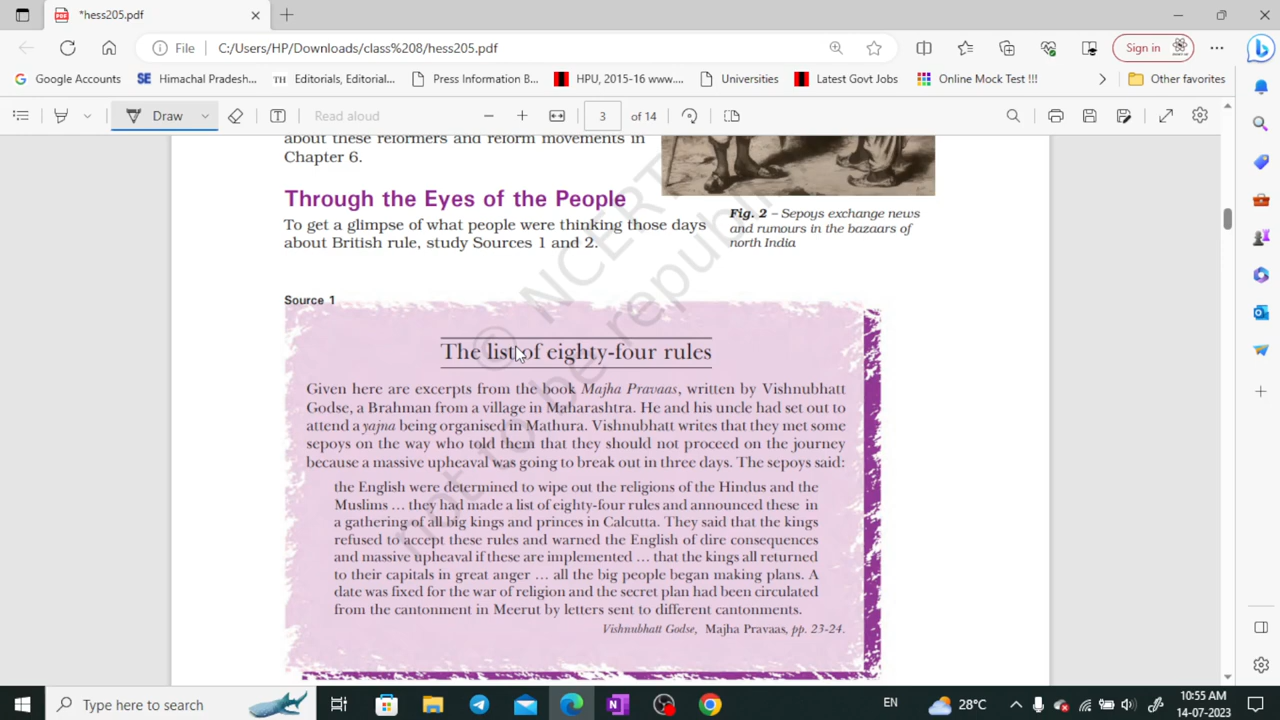 *hess205.pdf
File
C:/Users/HP/Downloads/class%208/hess205.pdf
Sign in
Google Accounts
Himachal Pradesh...
Editorials, Editorial...
Press Information B...
HPU, 2015-16 www....
Universities
Latest Govt Jobs
Online Mock Test !!!
Other favorites
Draw
Read aloud
3 of 14
about these reformers and reform movements in
Chapter 6.
Through the Eyes of the People
To get a glimpse of what people were thinking those days
about British rule, study Sources 1 and 2.
Fig. 2 – Sepoys exchange news
and rumours in the bazaars of
north India
Source 1
The list of eighty-four rules
Given here are excerpts from the book Majha Pravaas, written by Vishnubhatt
Godse, a Brahman from a village in Maharashtra. He and his uncle had set out to
attend a yajna being organised in Mathura. Vishnubhatt writes that they met some
sepoys on the way who told them that they should not proceed on the journey
because a massive upheaval was going to break out in three days. The sepoys said:
the English were determined to wipe out the religions of the Hindus and the
Muslims … they had made a list of eighty-four rules and announced these in
a gathering of all big kings and princes in Calcutta. They said that the kings
refused to accept these rules and warned the English of dire consequences
and massive upheaval if these are implemented … that the kings all returned
to their capitals in great anger … all the big people began making plans. A
date was fixed for the war of religion and the secret plan had been circulated
from the cantonment in Meerut by letters sent to different cantonments.
Vishnubhatt Godse, Majha Pravaas, pp. 23-24.
© NCERT
not to be republi
Type here to search
EN
28°C
10:55 AM
14-07-2023